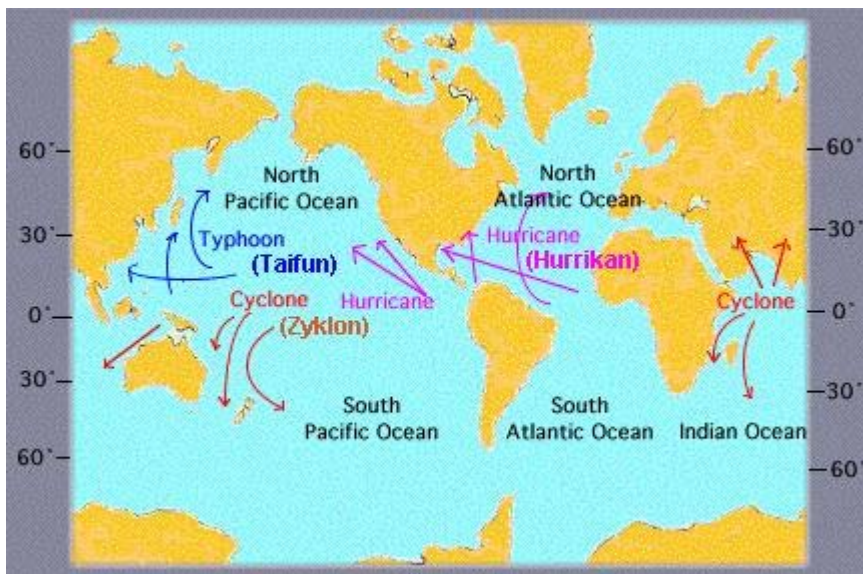 60°
60°
North
Pacific Ocean
North
Atlantic Ocean
30°
30°
Typhoon
(Taifun)
Hurricane
(Hurrikan)
Cyclone
(Zyklon)
Hurricane
Cyclone
0°
0°
30°
30°
South
Pacific Ocean
South
Atlantic Ocean
Indian Ocean
60°
60°